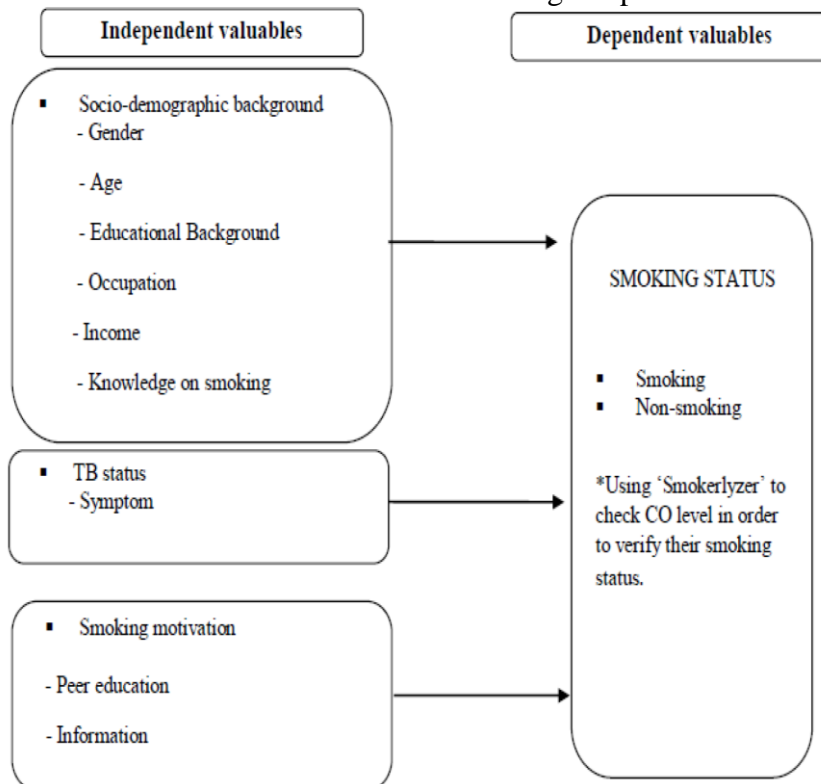 Independent valuables
Dependent valuables
▪ Socio-demographic background
- Gender
- Age
- Educational Background
- Occupation
- Income
- Knowledge on smoking
▪ TB status
- Symptom
▪ Smoking motivation
- Peer education
- Information
SMOKING STATUS
▪ Smoking
▪ Non-smoking
*Using ‘Smokerlyzer’ to
check CO level in order
to verify their smoking
status.